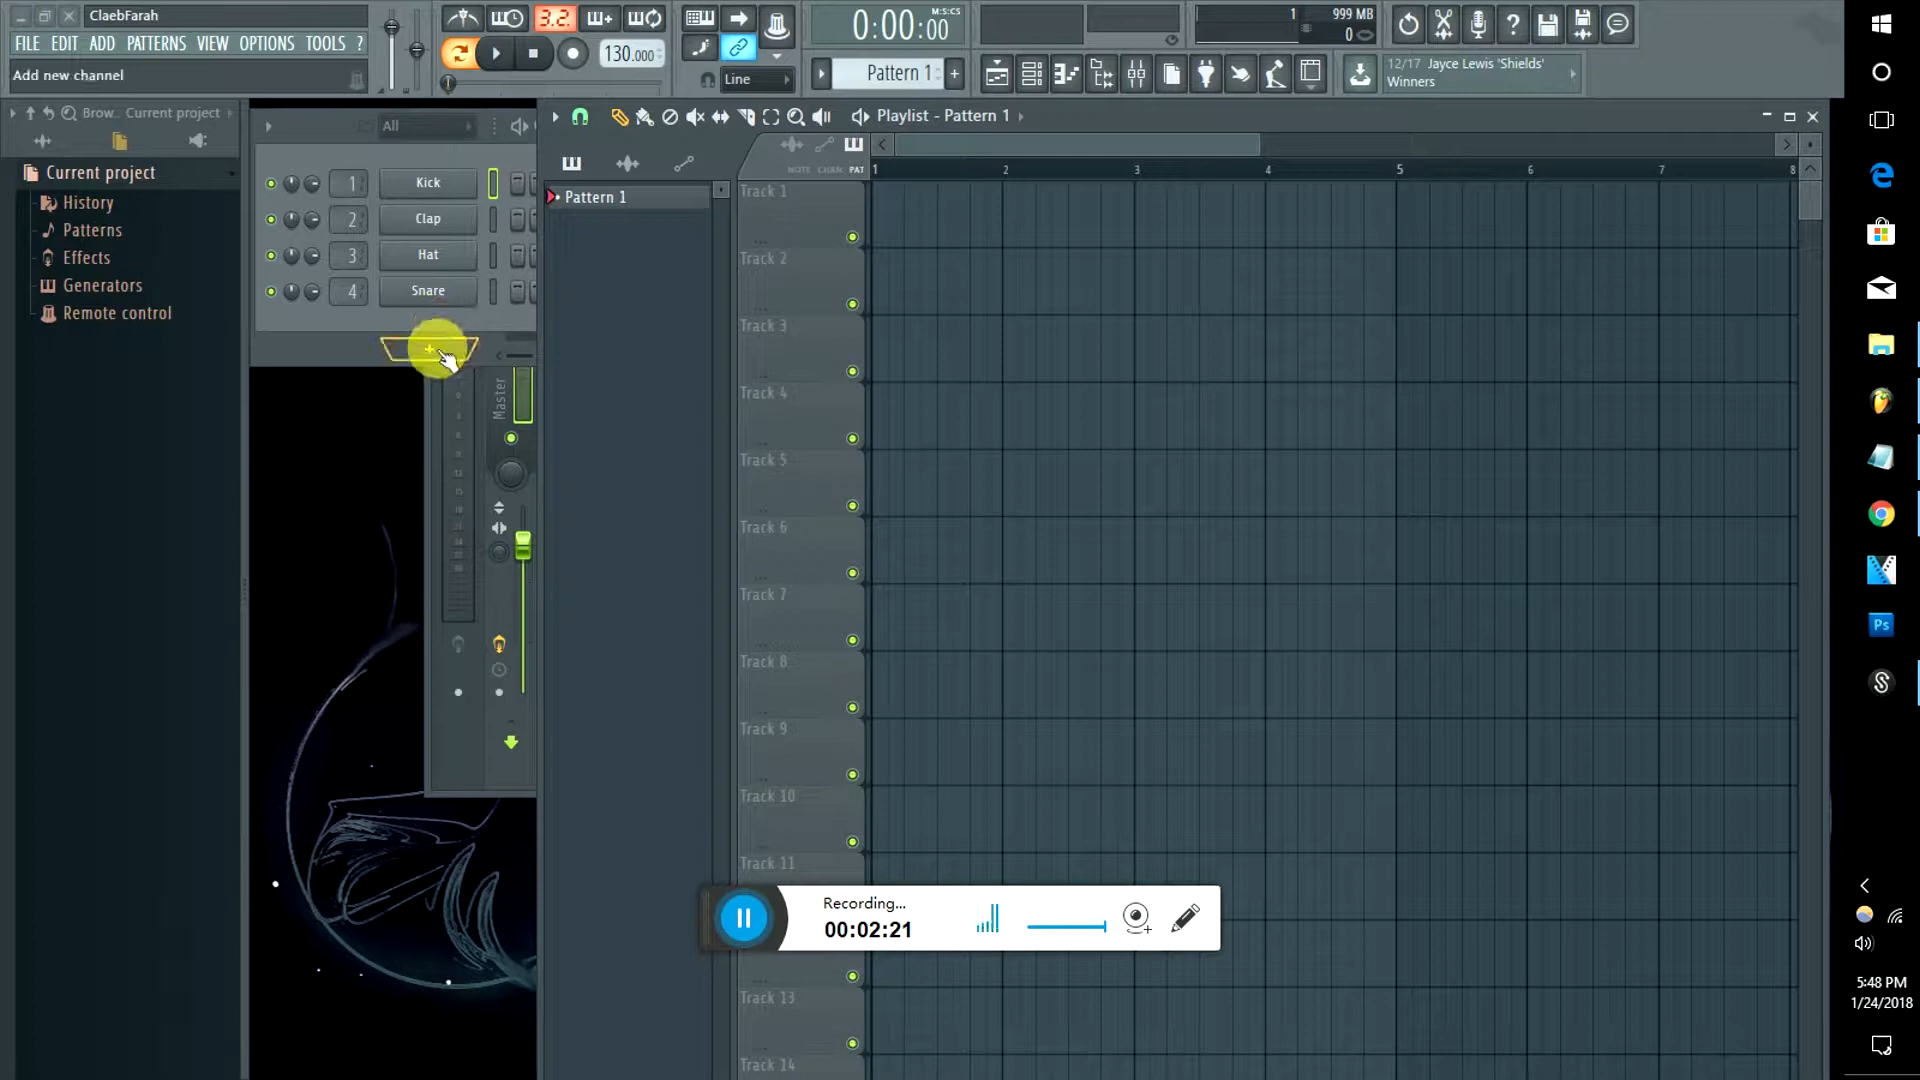 ClaebFarah
FILE EDIT ADD PATTERNS VIEW OPTIONS TOOLS ?
Add new channel
3.2.
130.000
Line
0:00:00
M:S:CS
Pattern 1
+
1
999 MB
0
?
12/17 Jayce Lewis 'Shields'
Winners
Brow.. Current project
Current project
History
Patterns
Effects
Generators
Remote control
All
1 Kick
2 Clap
3 Hat
4 Snare
+
Master
Playlist - Pattern 1
NOTE CHAN PAT
1 2 3 4 5 6 7 8
Pattern 1
Track 1
Track 2
Track 3
Track 4
Track 5
Track 6
Track 7
Track 8
Track 9
Track 10
Track 11
Track 13
Track 14
Recording...
00:02:21
Ps
5:48 PM
1/24/2018